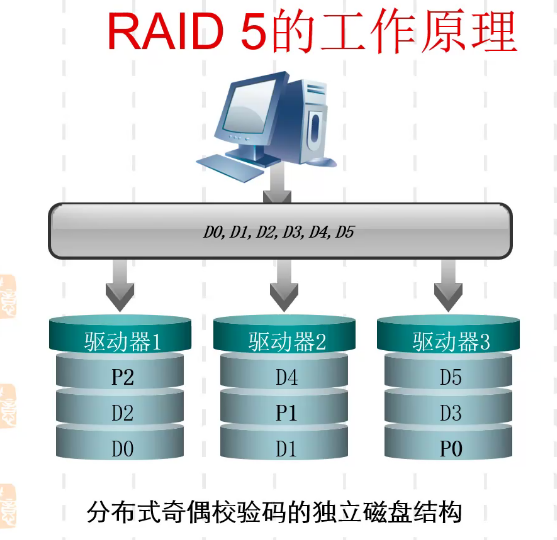 RAID 5的工作原理
D0,D1,D2,D3,D4,D5
驱动器1 驱动器2 驱动器3
P2 D4 D5
D2 P1 D3
D0 D1 P0
分布式奇偶校验码的独立磁盘结构